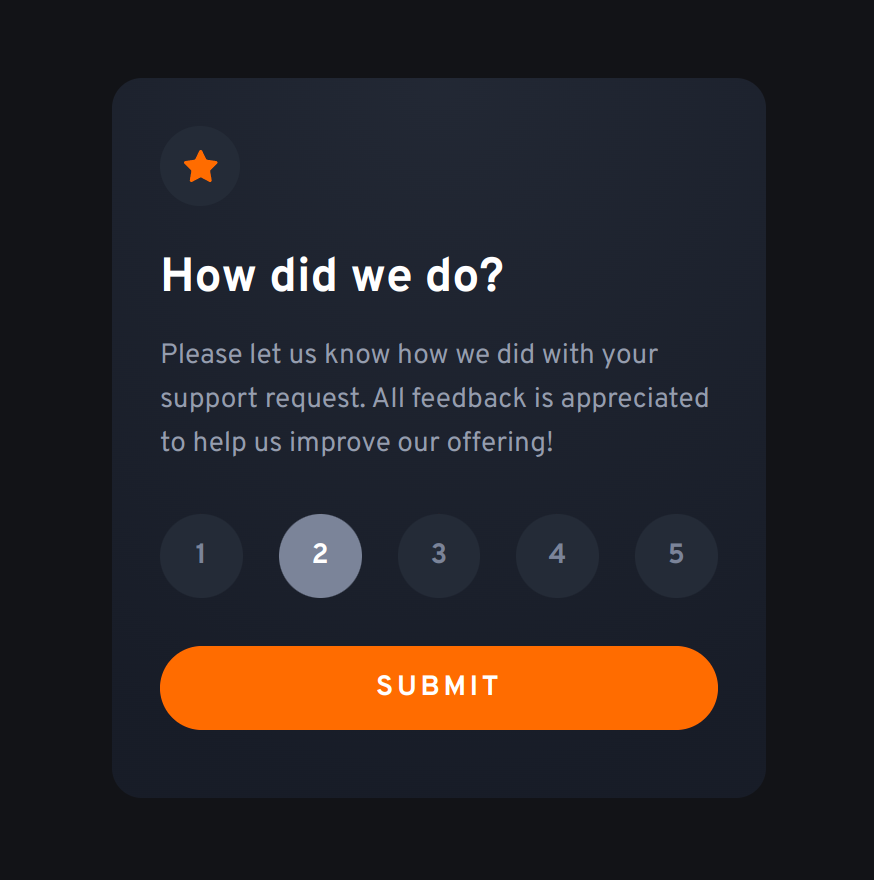 How did we do?
Please let us know how we did with your
support request. All feedback is appreciated
to help us improve our offering!
1 2 3 4 5
SUBMIT